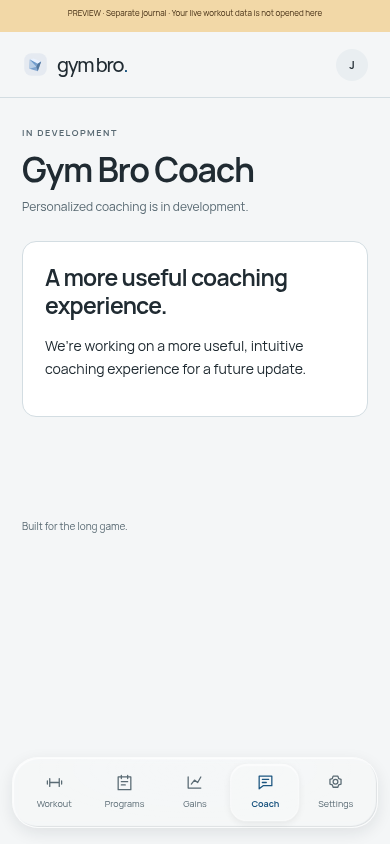 PREVIEW · Separate journal · Your live workout data is not opened here
gym bro.
J
IN DEVELOPMENT
Gym Bro Coach
Personalized coaching is in development.
A more useful coaching
experience.
We're working on a more useful, intuitive
coaching experience for a future update.
Built for the long game.
Workout
Programs
Gains
Coach
Settings